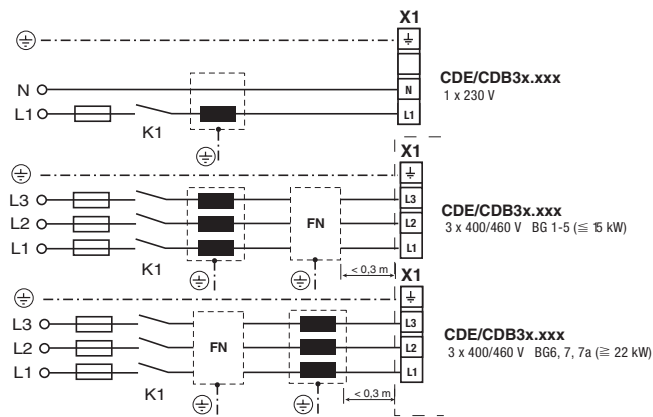 X1
N
L1
K1
N
L1
CDE/CDB3x.xxx
1 x 230 V
X1
L3
L2
L1
K1
FN
< 0,3 m
L3
L2
L1
CDE/CDB3x.xxx
3 x 400/460 V BG 1-5 (≦ 15 kW)
X1
L3
L2
L1
K1
FN
< 0,3 m
L3
L2
L1
CDE/CDB3x.xxx
3 x 400/460 V BG6, 7, 7a (≧ 22 kW)